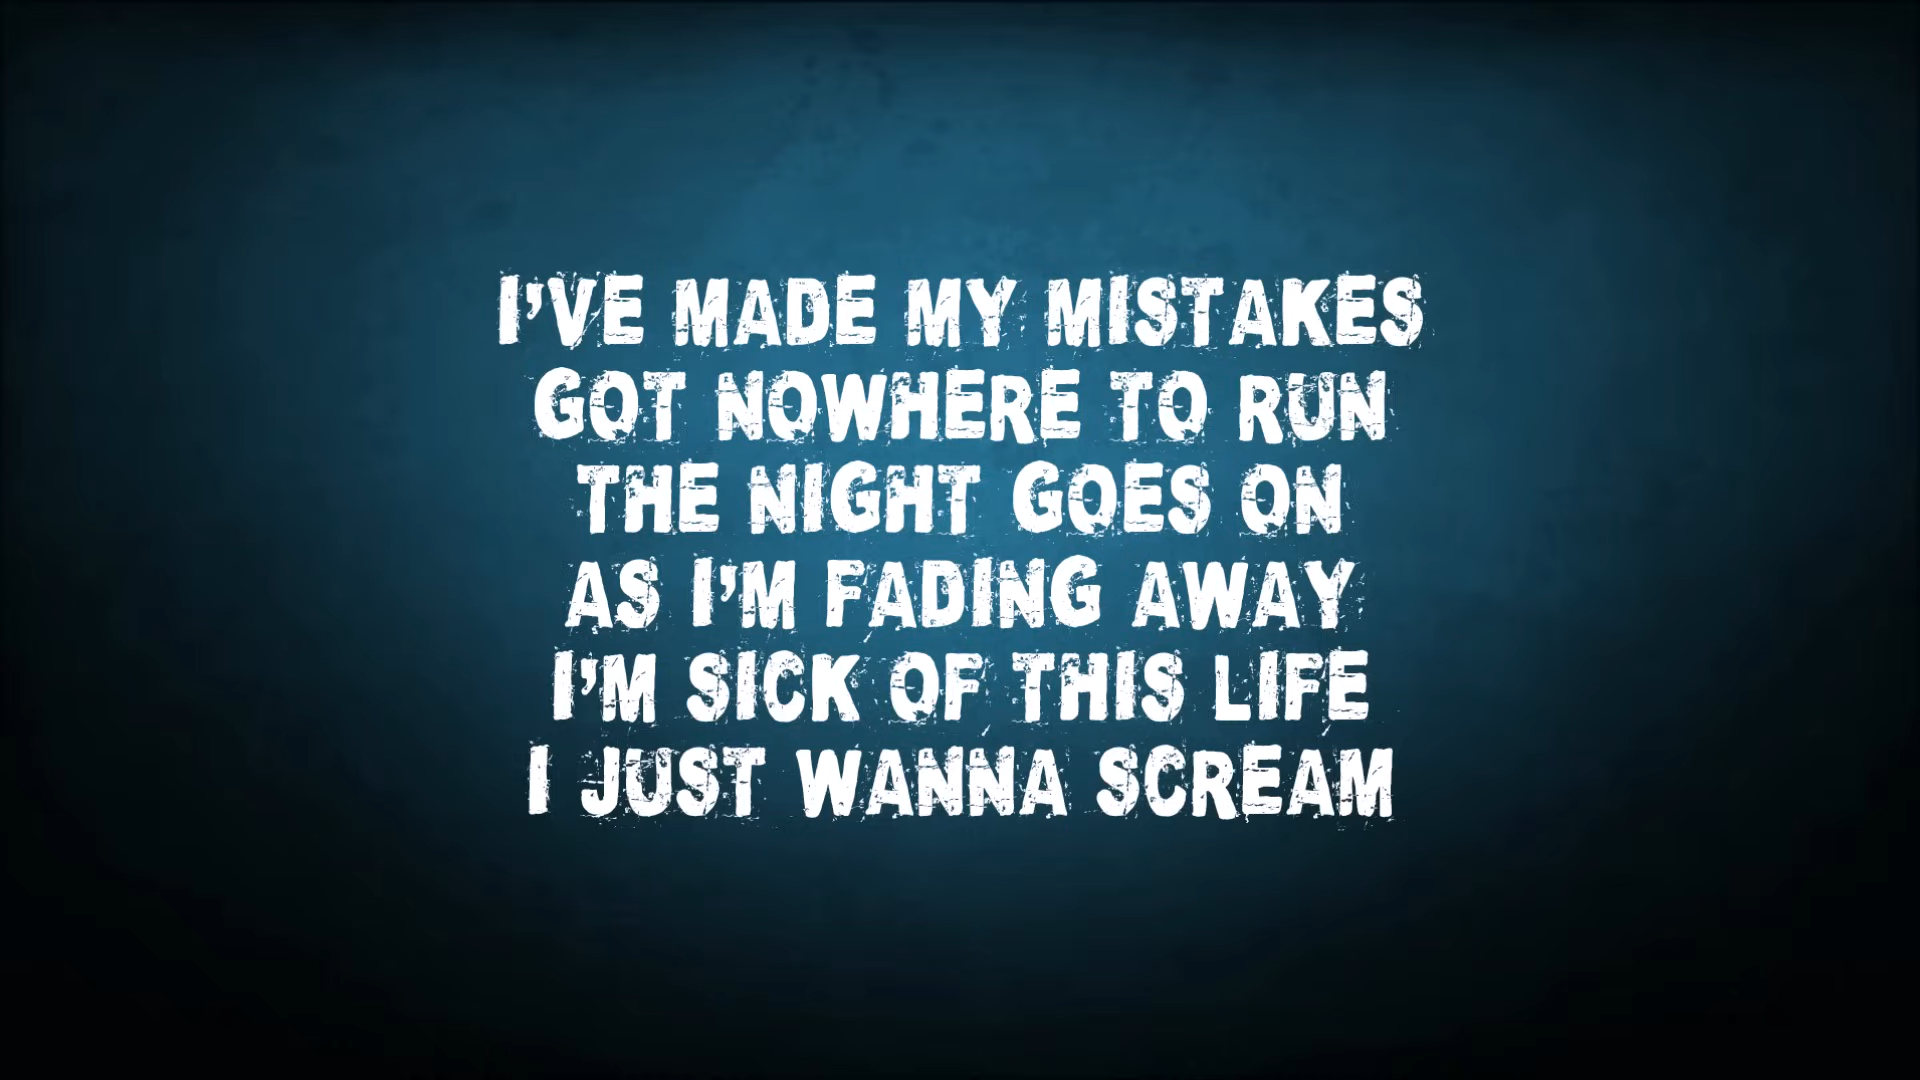 I'VE MADE MY MISTAKES
GOT NOWHERE TO RUN
THE NIGHT GOES ON
AS I'M FADING AWAY
I'M SICK OF THIS LIFE
I JUST WANNA SCREAM